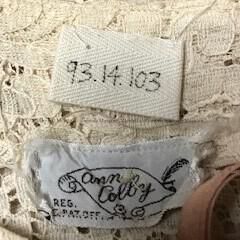 93.14.103
ann
Colby
REG.
PAT. OFF.